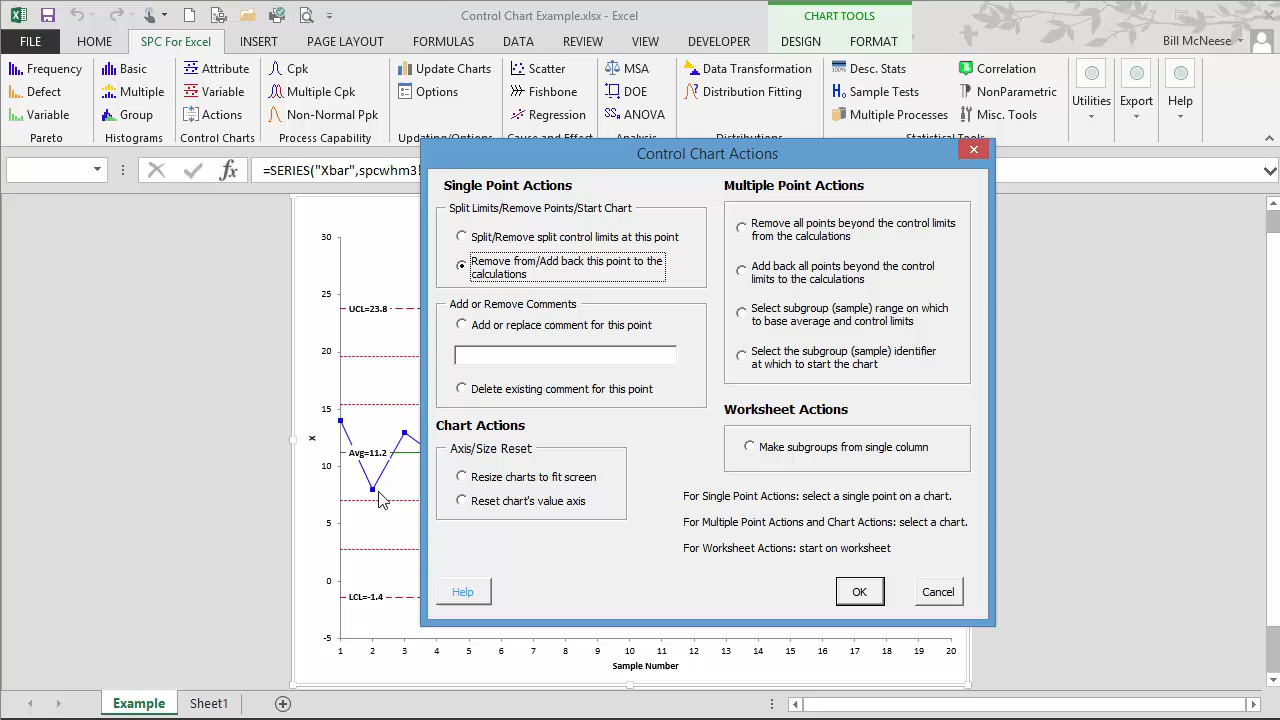 Control Chart Example.xlsx - Excel
CHART TOOLS
FILE
HOME
SPC For Excel
INSERT
PAGE LAYOUT
FORMULAS
DATA
REVIEW
VIEW
DEVELOPER
DESIGN
FORMAT
Bill McNeese
Frequency
Basic
Attribute
Cpk
Update Charts
Scatter
MSA
Data Transformation
Desc. Stats
Correlation
Defect
Multiple
Variable
Multiple Cpk
Options
Fishbone
DOE
Distribution Fitting
Sample Tests
NonParametric
Utilities
Export
Help
Variable
Group
Actions
Non-Normal Ppk
Regression
ANOVA
Multiple Processes
Misc. Tools
Pareto
Histograms
Control Charts
Process Capability
Updating/Options
Cause and Effect
Analysis
Distributions
Statistical Tools
=SERIES("Xbar",spcwhm3!
Control Chart Actions
Single Point Actions
Split Limits/Remove Points/Start Chart
Split/Remove split control limits at this point
Remove from/Add back this point to the
calculations
Add or Remove Comments
Add or replace comment for this point
Delete existing comment for this point
Chart Actions
Axis/Size Reset
Resize charts to fit screen
Reset chart's value axis
Help
Multiple Point Actions
Remove all points beyond the control limits
from the calculations
Add back all points beyond the control
limits to the calculations
Select subgroup (sample) range on which
to base average and control limits
Select the subgroup (sample) identifier
at which to start the chart
Worksheet Actions
Make subgroups from single column
For Single Point Actions: select a single point on a chart.
For Multiple Point Actions and Chart Actions: select a chart.
For Worksheet Actions: start on worksheet
OK
Cancel
30
25
UCL=23.8
20
15
X
Avg=11.2
10
5
0
LCL=-1.4
-5
1 2 3 4 5 6 7 8 9 10 11 12 13 14 15 16 17 18 19 20
Sample Number
Example
Sheet1